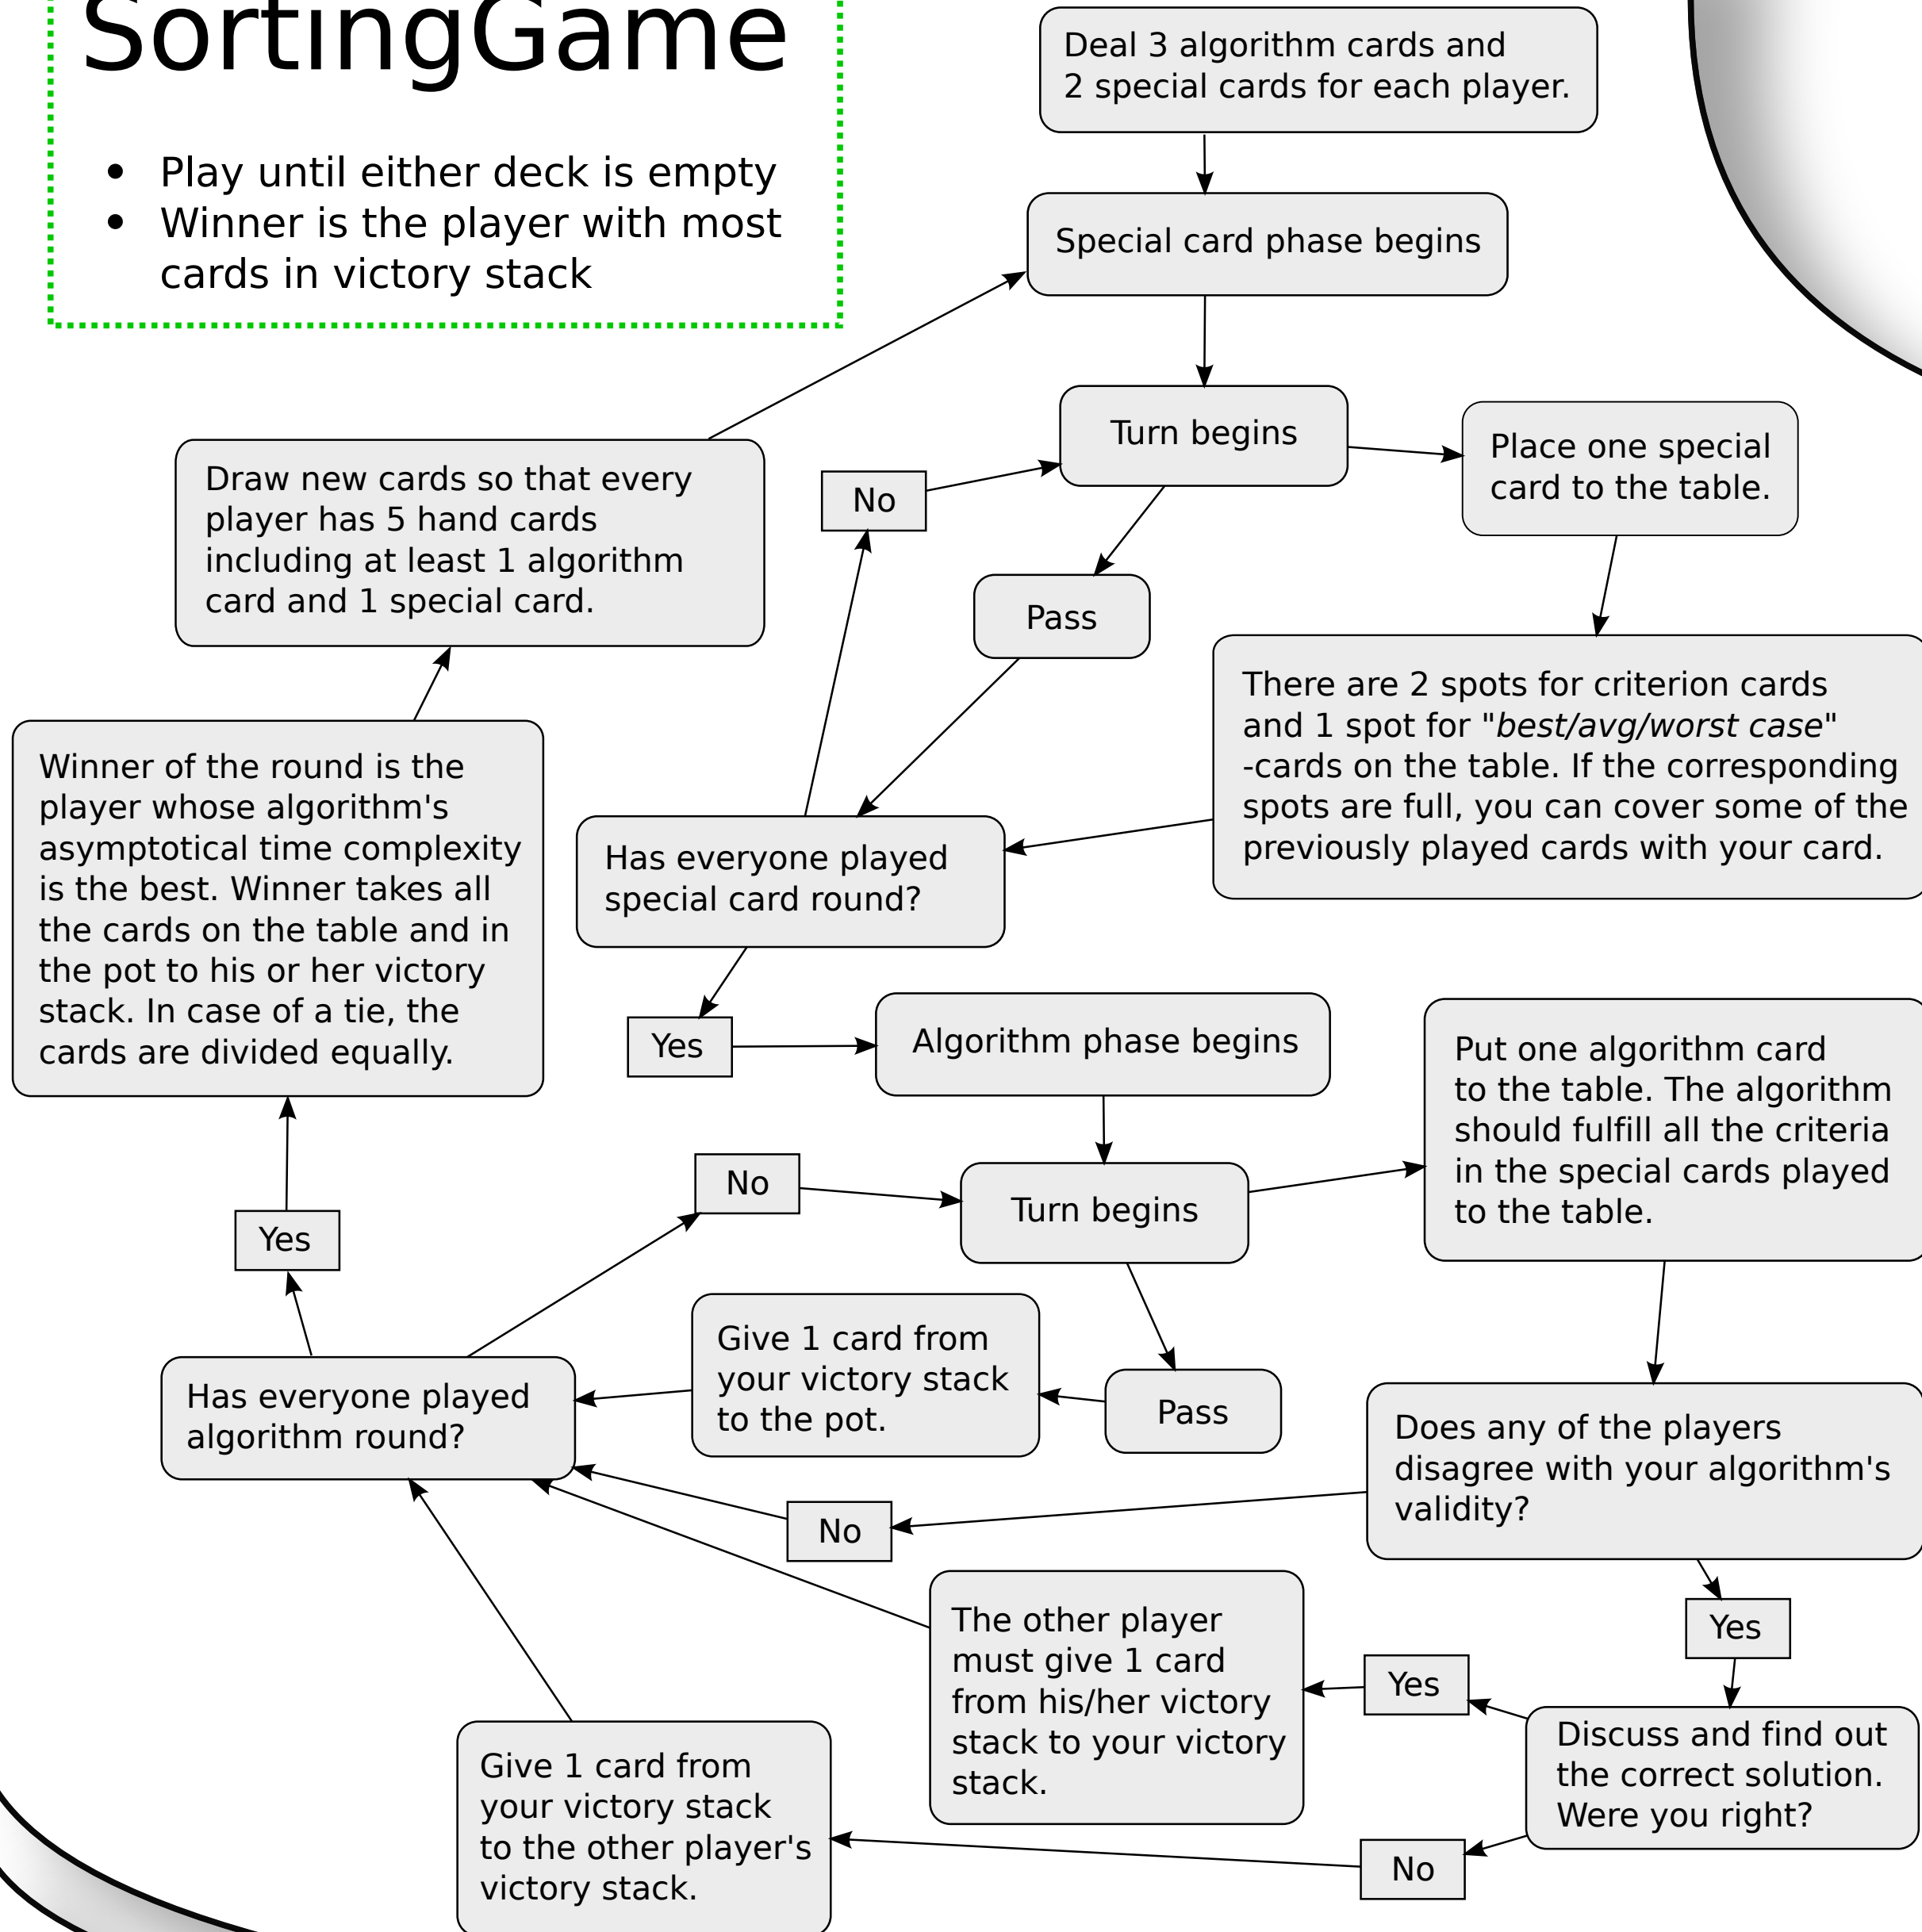 SortingGame
• Play until either deck is empty
• Winner is the player with most
cards in victory stack
Deal 3 algorithm cards and
2 special cards for each player.
Special card phase begins
Turn begins
Place one special
card to the table.
No
Pass
Draw new cards so that every
player has 5 hand cards
including at least 1 algorithm
card and 1 special card.
There are 2 spots for criterion cards
and 1 spot for "best/avg/worst case"
-cards on the table. If the corresponding
spots are full, you can cover some of the
previously played cards with your card.
Winner of the round is the
player whose algorithm's
asymptotical time complexity
is the best. Winner takes all
the cards on the table and in
the pot to his or her victory
stack. In case of a tie, the
cards are divided equally.
Has everyone played
special card round?
Yes
Algorithm phase begins
Put one algorithm card
to the table. The algorithm
should fulfill all the criteria
in the special cards played
to the table.
No
Turn begins
Yes
Give 1 card from
your victory stack
to the pot.
Pass
Has everyone played
algorithm round?
Does any of the players
disagree with your algorithm's
validity?
No
Yes
The other player
must give 1 card
from his/her victory
stack to your victory
stack.
Yes
Discuss and find out
the correct solution.
Were you right?
Give 1 card from
your victory stack
to the other player's
victory stack.
No